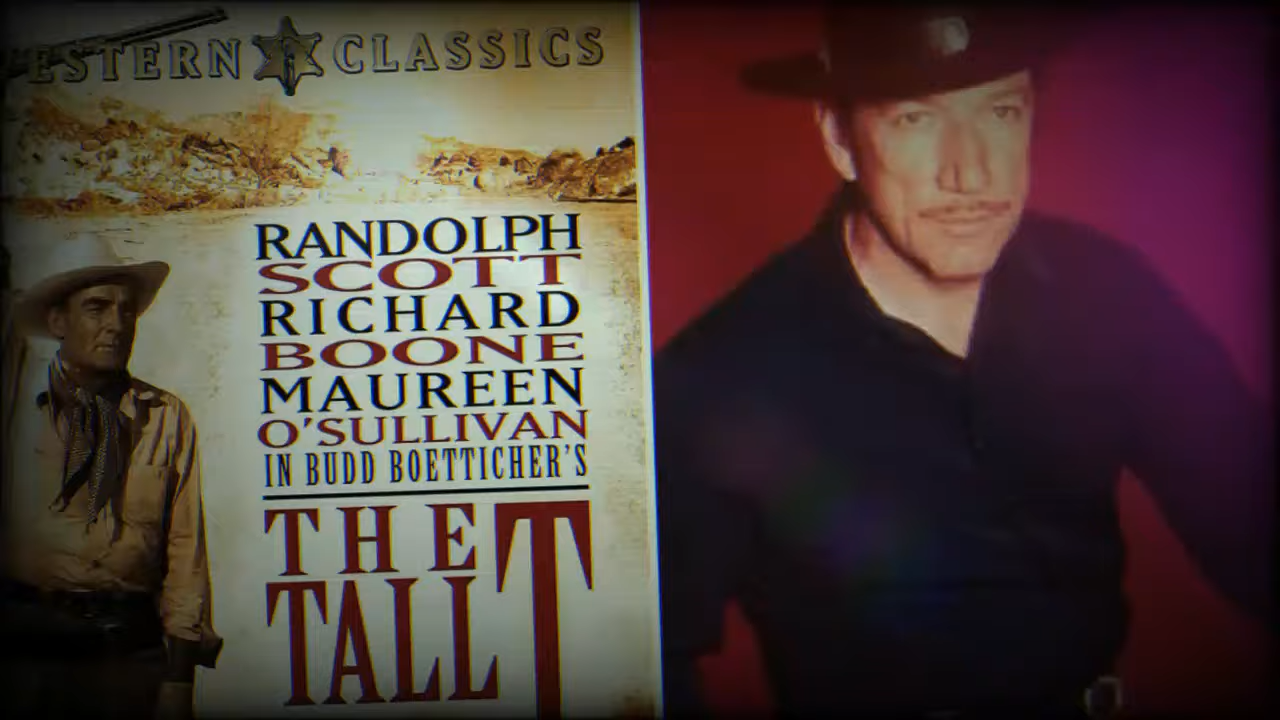 ESTERN CLASSICS
RANDOLPH
SCOTT
RICHARD
BOONE
MAUREEN
O'SULLIVAN
IN BUDD BOETTICHER'S
THE T
TALL